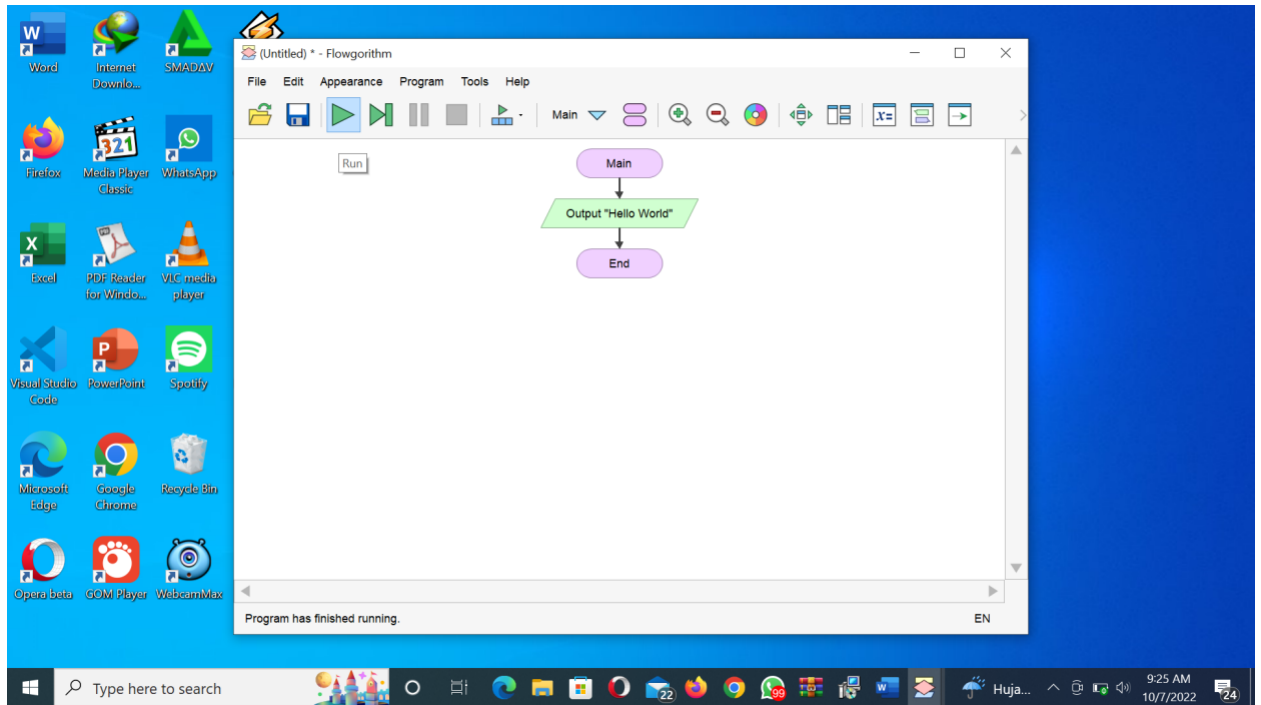 Word
Internet
Downlo...
SMADAV
Firefox
Media Player
Classic
WhatsApp
Excel
PDF Reader
for Windo...
VLC media
player
Visual Studio
Code
PowerPoint
Spotify
Microsoft
Edge
Google
Chrome
Recycle Bin
Opera beta
GOM Player
WebcamMax
(Untitled) * - Flowgorithm
File Edit Appearance Program Tools Help
Main
Run
Main
Output "Hello World"
End
Program has finished running.
EN
Type here to search
22
99
Huja...
9:25 AM
10/7/2022
24